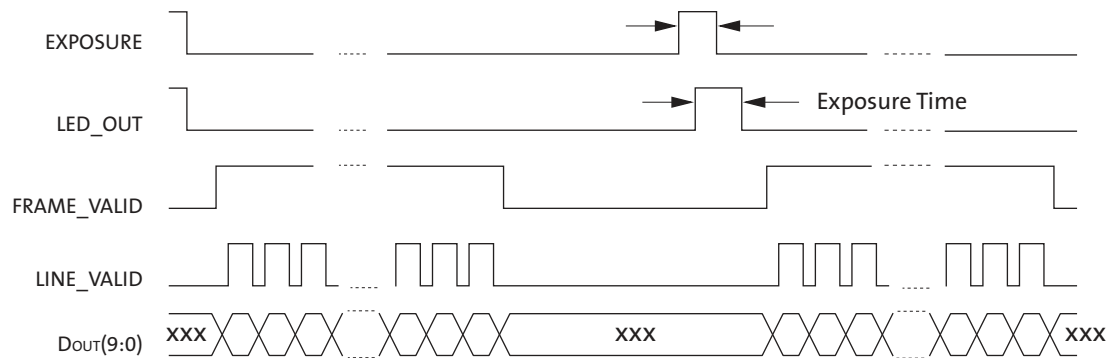 EXPOSURE
LED_OUT
Exposure Time
FRAME_VALID
LINE_VALID
DOUT(9:0)
XXX
XXX
XXX